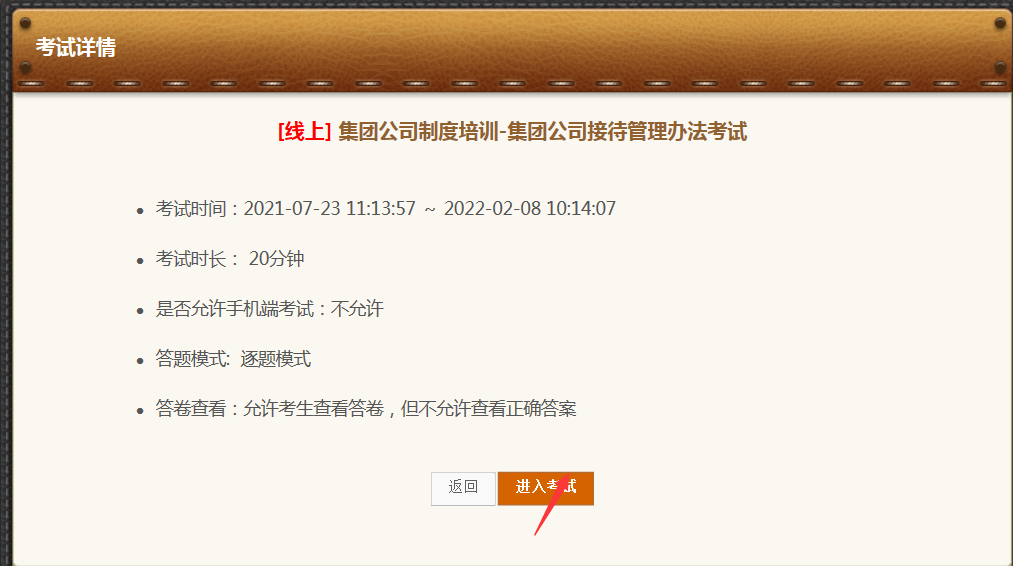 考试详情
[线上] 集团公司制度培训-集团公司接待管理办法考试
考试时间：2021-07-23 11:13:57 ~ 2022-02-08 10:14:07
考试时长： 20分钟
是否允许手机端考试：不允许
答题模式: 逐题模式
答卷查看：允许考生查看答卷，但不允许查看正确答案
返回 进入考试